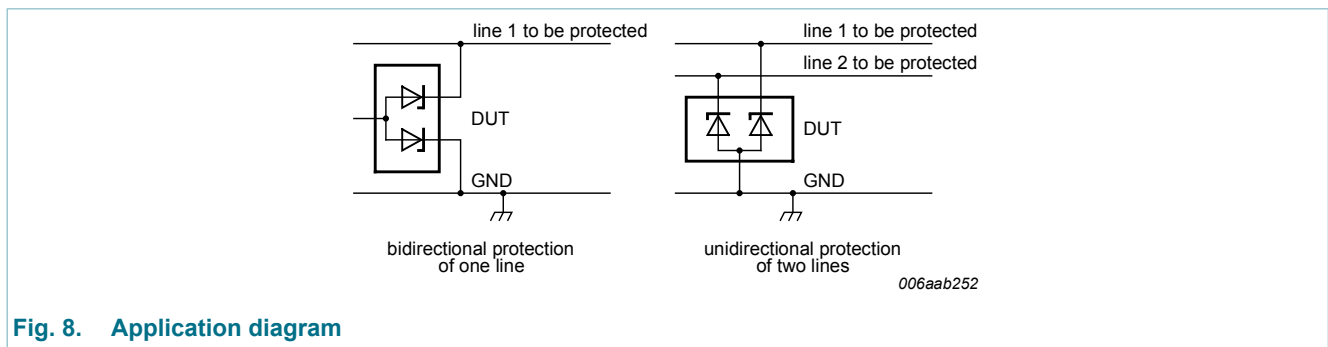 line 1 to be protected
DUT
GND
bidirectional protection
of one line
line 1 to be protected
line 2 to be protected
DUT
GND
unidirectional protection
of two lines
006aab252
Fig. 8. Application diagram